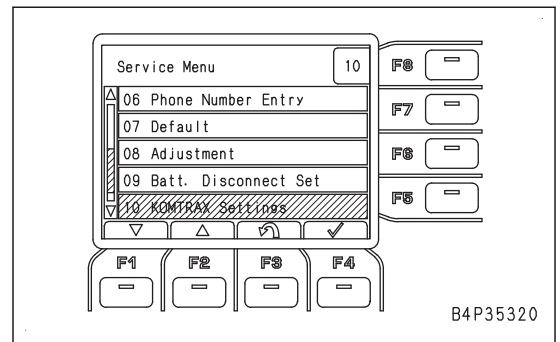 Service Menu 10
06 Phone Number Entry
07 Default
08 Adjustment
09 Batt. Disconnect Set
10 KOMTRAX Settings
F8
F7
F6
F5
F1 F2 F3 F4
B4P35320